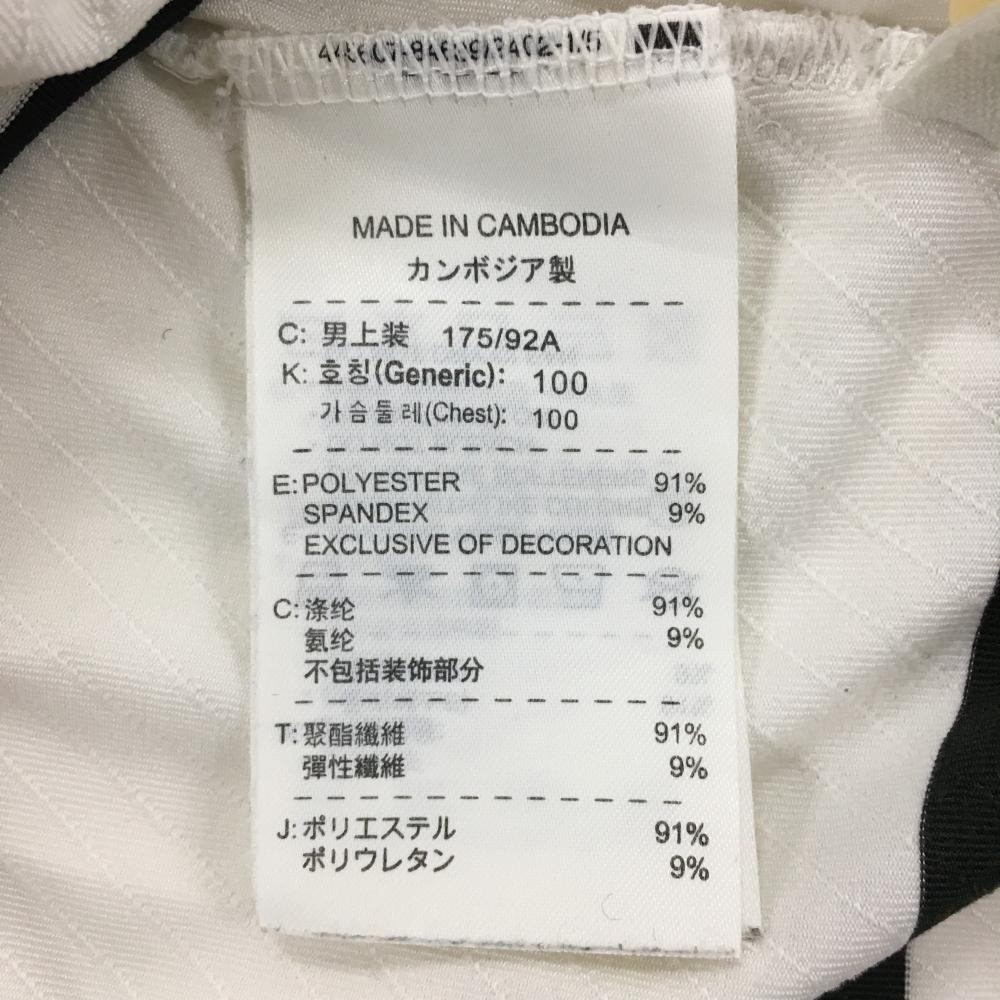 MADE IN CAMBODIA
カンボジア製
C: 男上装 175/92A
K: 호칭(Generic): 100
가슴둘레(Chest): 100
E: POLYESTER 91%
SPANDEX 9%
EXCLUSIVE OF DECORATION
C: 涤纶 91%
氨纶 9%
不包括装饰部分
T: 聚酯纖維 91%
彈性纖維 9%
J: ポリエステル 91%
ポリウレタン 9%